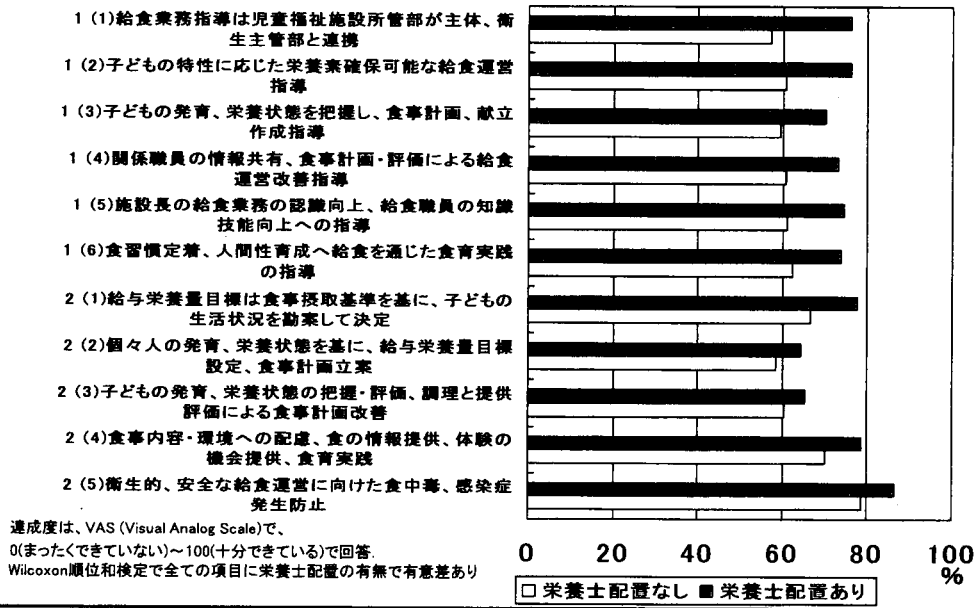 1 (1)給食業務指導は児童福祉施設所管部が主体、衛
生主管部と連携
1 (2)子どもの特性に応じた栄養素確保可能な給食運営
指導
1 (3)子どもの発育、栄養状態を把握し、食事計画、献立
作成指導
1 (4)関係職員の情報共有、食事計画・評価による給食
運営改善指導
1 (5)施設長の給食業務の認識向上、給食職員の知識
技能向上への指導
1 (6)食習慣定着、人間性育成へ給食を通じた食育実践
の指導
2 (1)給与栄養量目標は食事摂取基準を基に、子どもの
生活状況を勘案して決定
2 (2)個々人の発育、栄養状態を基に、給与栄養量目標
設定、食事計画立案
2 (3)子どもの発育、栄養状態の把握・評価、調理と提供
評価による食事計画改善
2 (4)食事内容・環境への配慮、食の情報提供、体験の
機会提供、食育実践
2 (5)衛生的、安全な給食運営に向けた食中毒、感染症
発生防止
達成度は、VAS (Visual Analog Scale)で、
0(まったくできていない)～100(十分できている)で回答.
Wilcoxon順位和検定で全ての項目に栄養士配置の有無で有意差あり
0 20 40 60 80 100
%
栄養士配置なし 栄養士配置あり